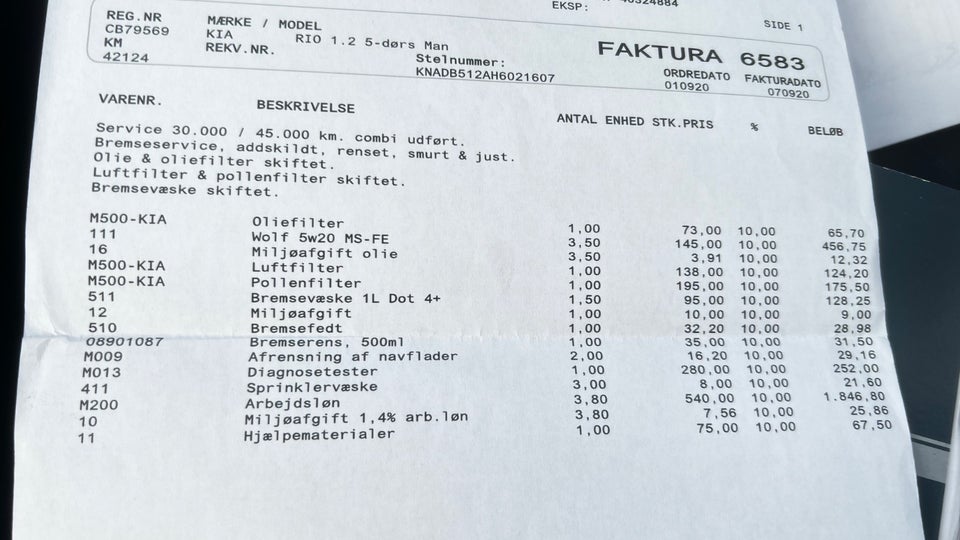 EKSP:
SIDE 1
REG.NR MÆRKE / MODEL
CB79569 KIA RIO 1.2 5-dørs Man
KM REKV.NR. Stelnummer:
42124 KNADB512AH6021607
FAKTURA 6583
ORDREDATO FAKTURADATO
010920 070920
VARENR. BESKRIVELSE ANTAL ENHED STK.PRIS % BELØB
Service 30.000 / 45.000 km. combi udført.
Bremseservice, addskildt, renset, smurt & just.
Olie & oliefilter skiftet.
Luftfilter & pollenfilter skiftet.
Bremsevæske skiftet.
M500-KIA Oliefilter 1,00 73,00 10,00 65,70
111 Wolf 5w20 MS-FE 3,50 145,00 10,00 456,75
16 Miljøafgift olie 3,50 3,91 10,00 12,32
M500-KIA Luftfilter 1,00 138,00 10,00 124,20
M500-KIA Pollenfilter 1,00 195,00 10,00 175,50
511 Bremsevæske 1L Dot 4+ 1,50 95,00 10,00 128,25
12 Miljøafgift 1,00 10,00 10,00 9,00
510 Bremsefedt 1,00 32,20 10,00 28,98
08901087 Bremserens, 500ml 1,00 35,00 10,00 31,50
M009 Afrensning af navflader 2,00 16,20 10,00 29,16
M013 Diagnosetester 1,00 280,00 10,00 252,00
411 Sprinklervæske 3,00 8,00 10,00 21,60
M200 Arbejdsløn 3,80 540,00 10,00 1.846,80
10 Miljøafgift 1,4% arb.løn 3,80 7,56 10,00 25,86
11 Hjælpematerialer 1,00 75,00 10,00 67,50